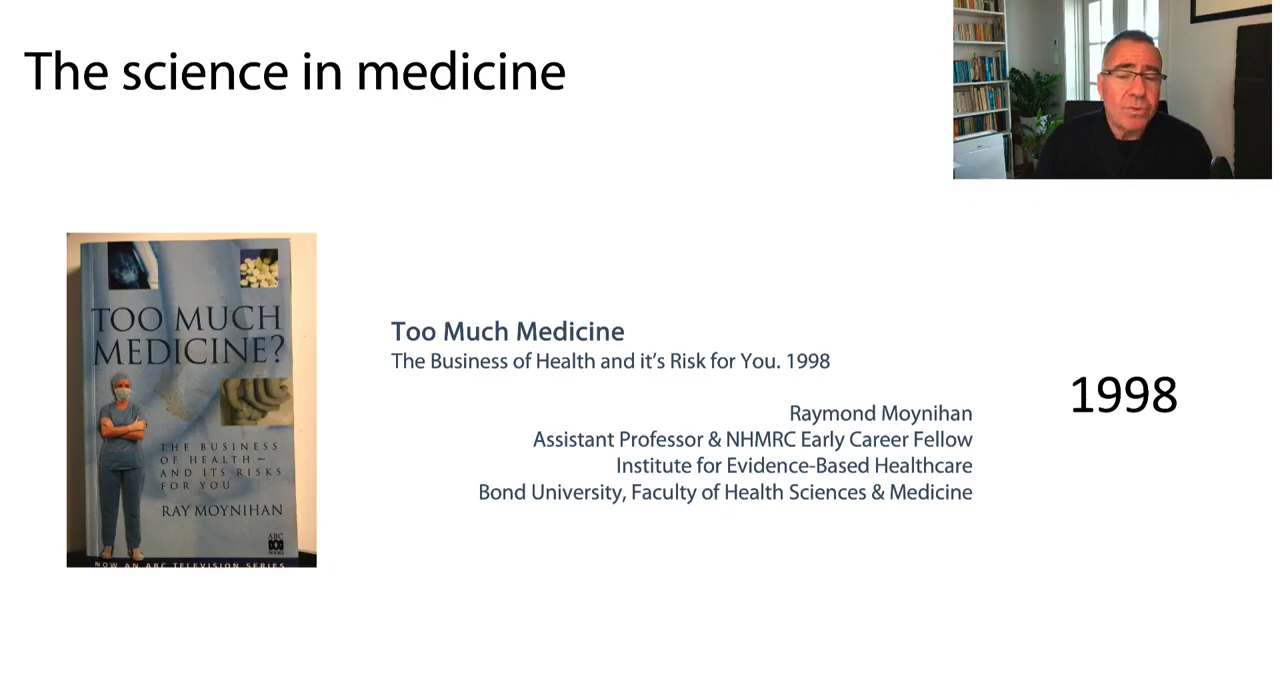 The science in medicine
TOO MUCH
MEDICINE?
THE BUSINESS
OF HEALTH –
AND ITS RISKS
FOR YOU
RAY MOYNIHAN
ABC
BOOKS
NOW AN ABC TELEVISION SERIES
Too Much Medicine
The Business of Health and it's Risk for You. 1998
Raymond Moynihan
Assistant Professor & NHMRC Early Career Fellow
Institute for Evidence-Based Healthcare
Bond University, Faculty of Health Sciences & Medicine
1998